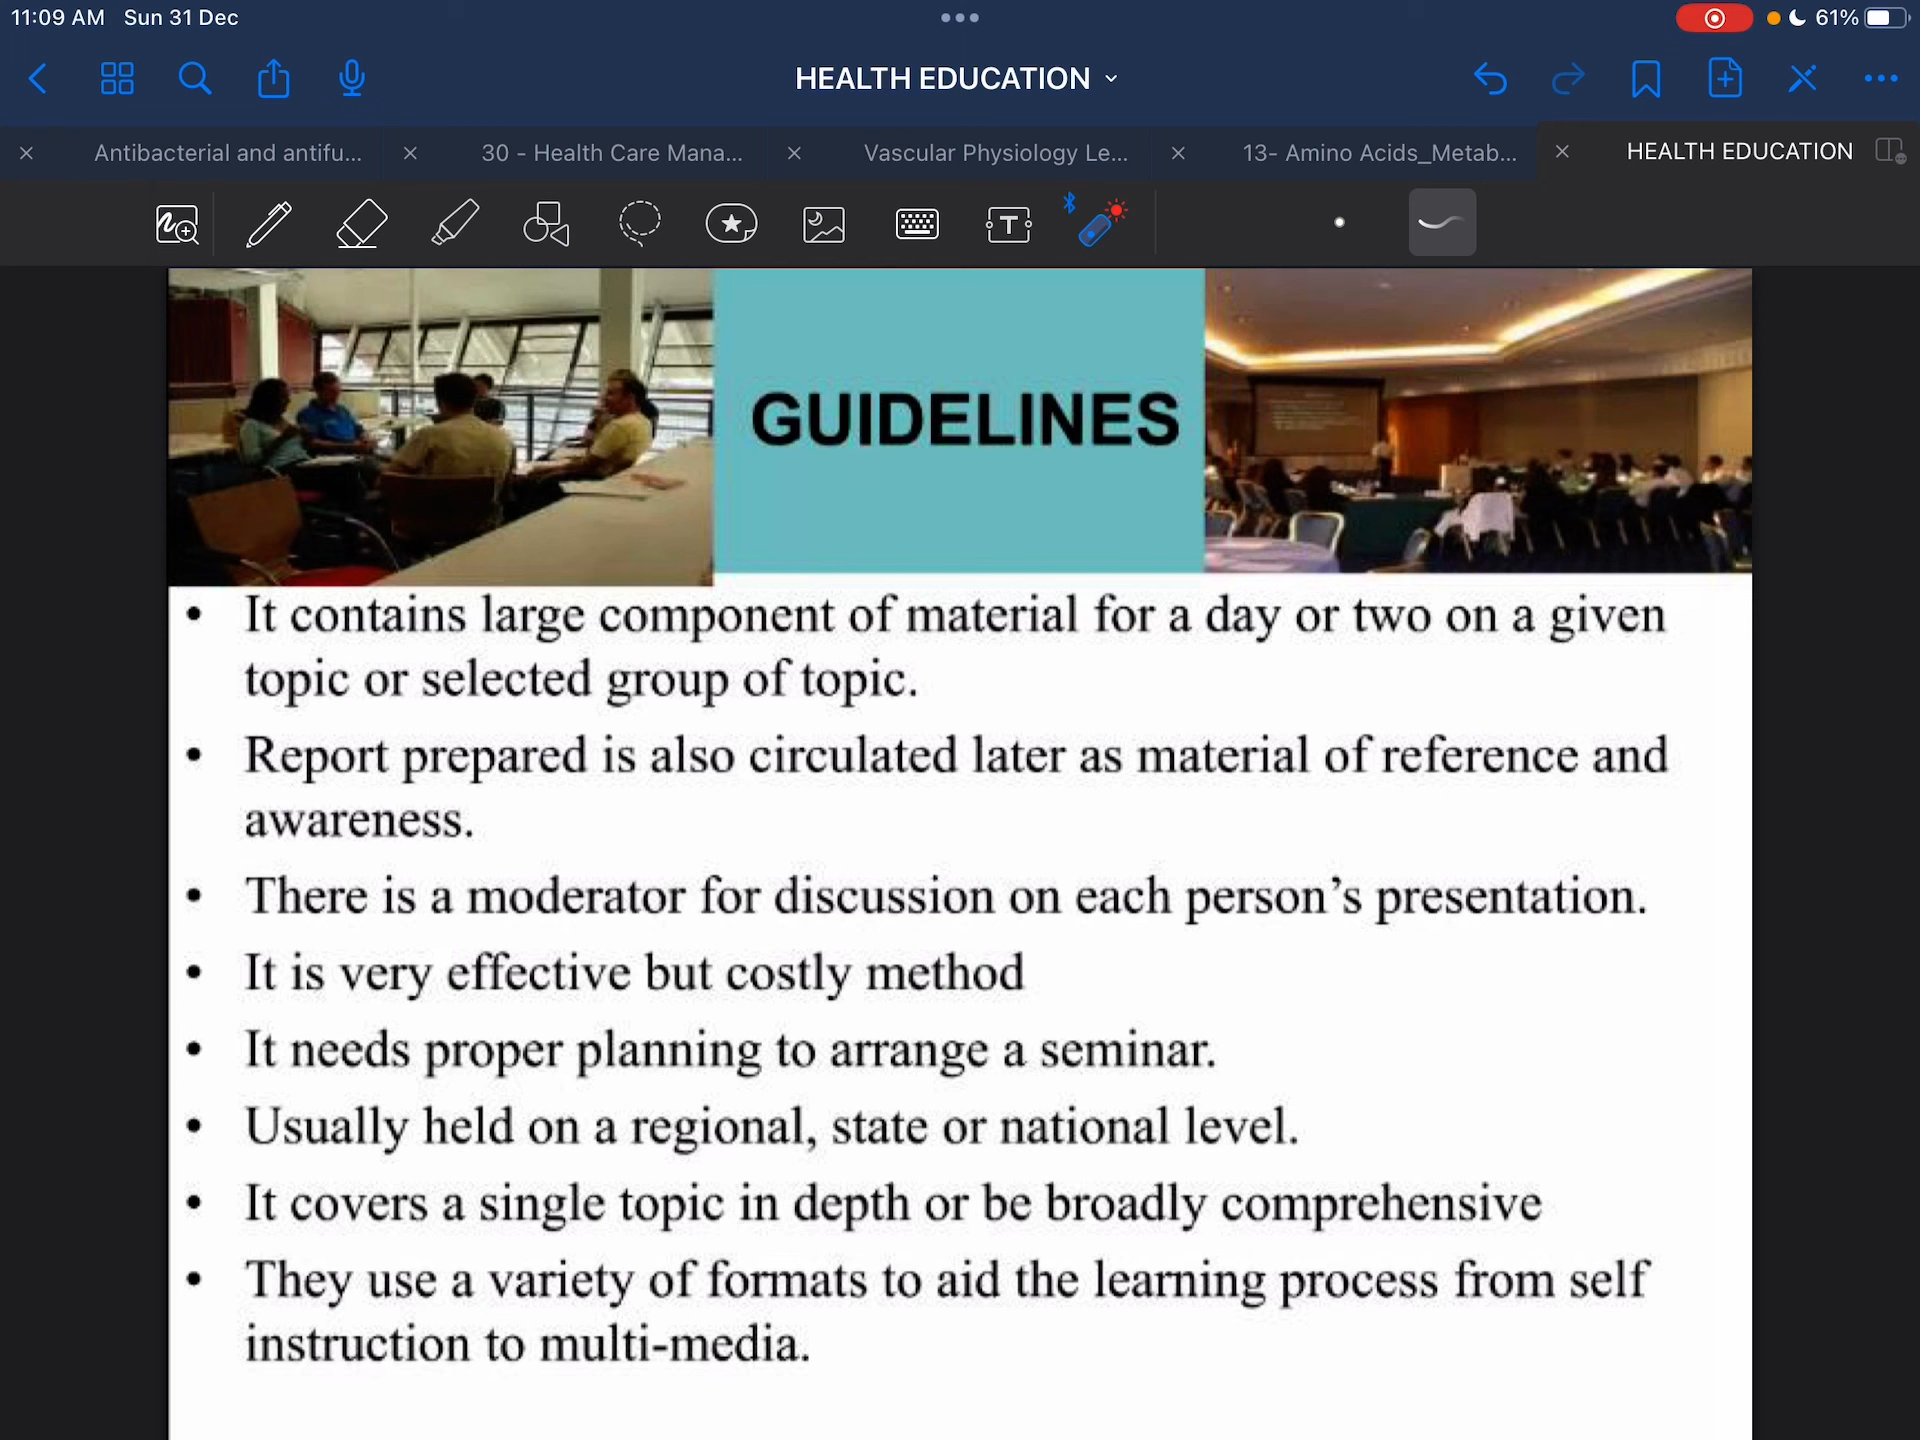 11:09 AM Sun 31 Dec
61%
HEALTH EDUCATION
Antibacterial and antifu...
30 - Health Care Mana...
Vascular Physiology Le...
13- Amino Acids_Metab...
HEALTH EDUCATION
T
GUIDELINES
• It contains large component of material for a day or two on a given
topic or selected group of topic.
• Report prepared is also circulated later as material of reference and
awareness.
• There is a moderator for discussion on each person’s presentation.
• It is very effective but costly method
• It needs proper planning to arrange a seminar.
• Usually held on a regional, state or national level.
• It covers a single topic in depth or be broadly comprehensive
• They use a variety of formats to aid the learning process from self
instruction to multi-media.